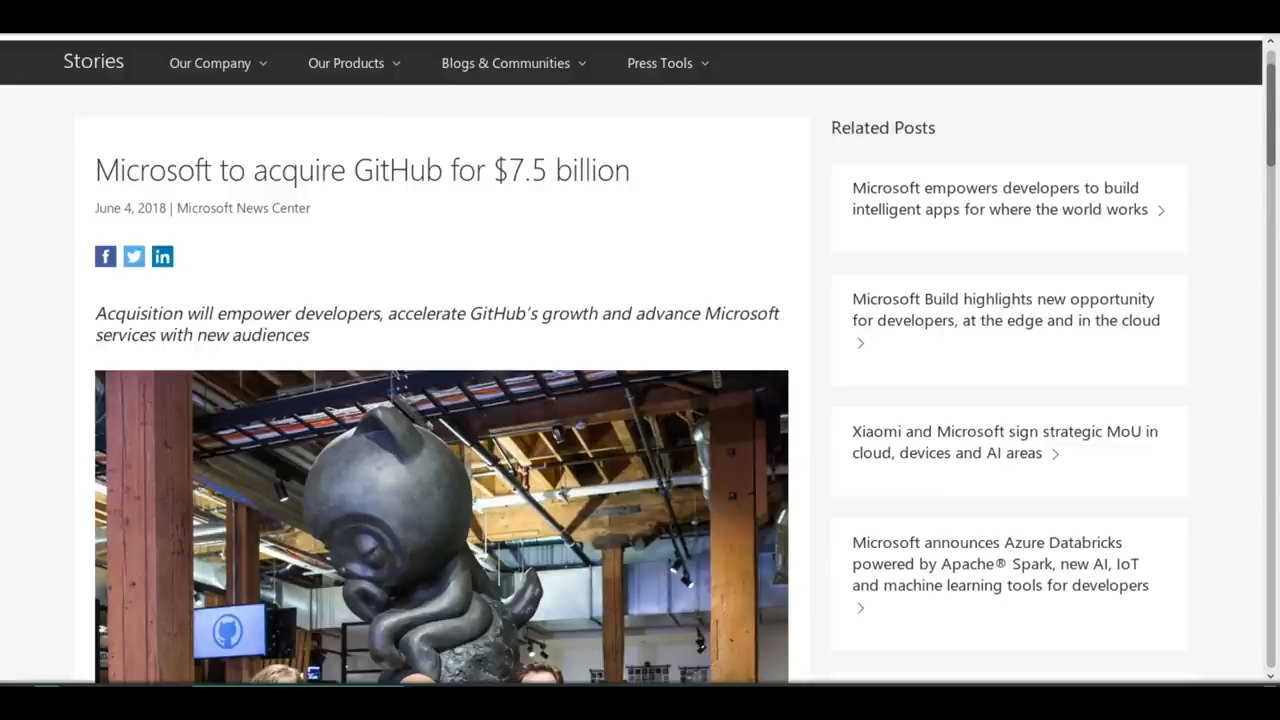 Stories
Our Company
Our Products
Blogs & Communities
Press Tools
Microsoft to acquire GitHub for $7.5 billion
June 4, 2018 | Microsoft News Center
Acquisition will empower developers, accelerate GitHub's growth and advance Microsoft
services with new audiences
Related Posts
Microsoft empowers developers to build
intelligent apps for where the world works
Microsoft Build highlights new opportunity
for developers, at the edge and in the cloud
Xiaomi and Microsoft sign strategic MoU in
cloud, devices and AI areas
Microsoft announces Azure Databricks
powered by Apache® Spark, new AI, IoT
and machine learning tools for developers